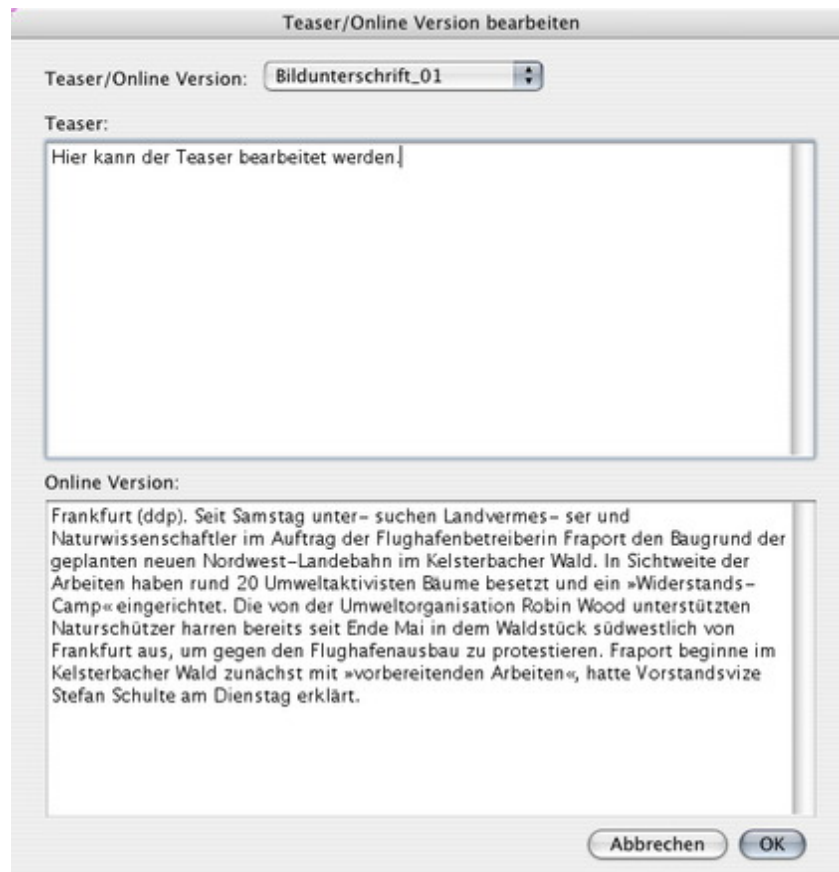 Teaser/Online Version bearbeiten
Teaser/Online Version: Bildunterschrift_01
Teaser:
Hier kann der Teaser bearbeitet werden.
Online Version:
Frankfurt (ddp). Seit Samstag unter– suchen Landvermes– ser und
Naturwissenschaftler im Auftrag der Flughafenbetreiberin Fraport den Baugrund der
geplanten neuen Nordwest–Landebahn im Kelsterbacher Wald. In Sichtweite der
Arbeiten haben rund 20 Umweltaktivisten Bäume besetzt und ein »Widerstands–
Camp« eingerichtet. Die von der Umweltorganisation Robin Wood unterstützten
Naturschützer harren bereits seit Ende Mai in dem Waldstück südwestlich von
Frankfurt aus, um gegen den Flughafenausbau zu protestieren. Fraport beginne im
Kelsterbacher Wald zunächst mit »vorbereitenden Arbeiten«, hatte Vorstandsvize
Stefan Schulte am Dienstag erklärt.
Abbrechen OK